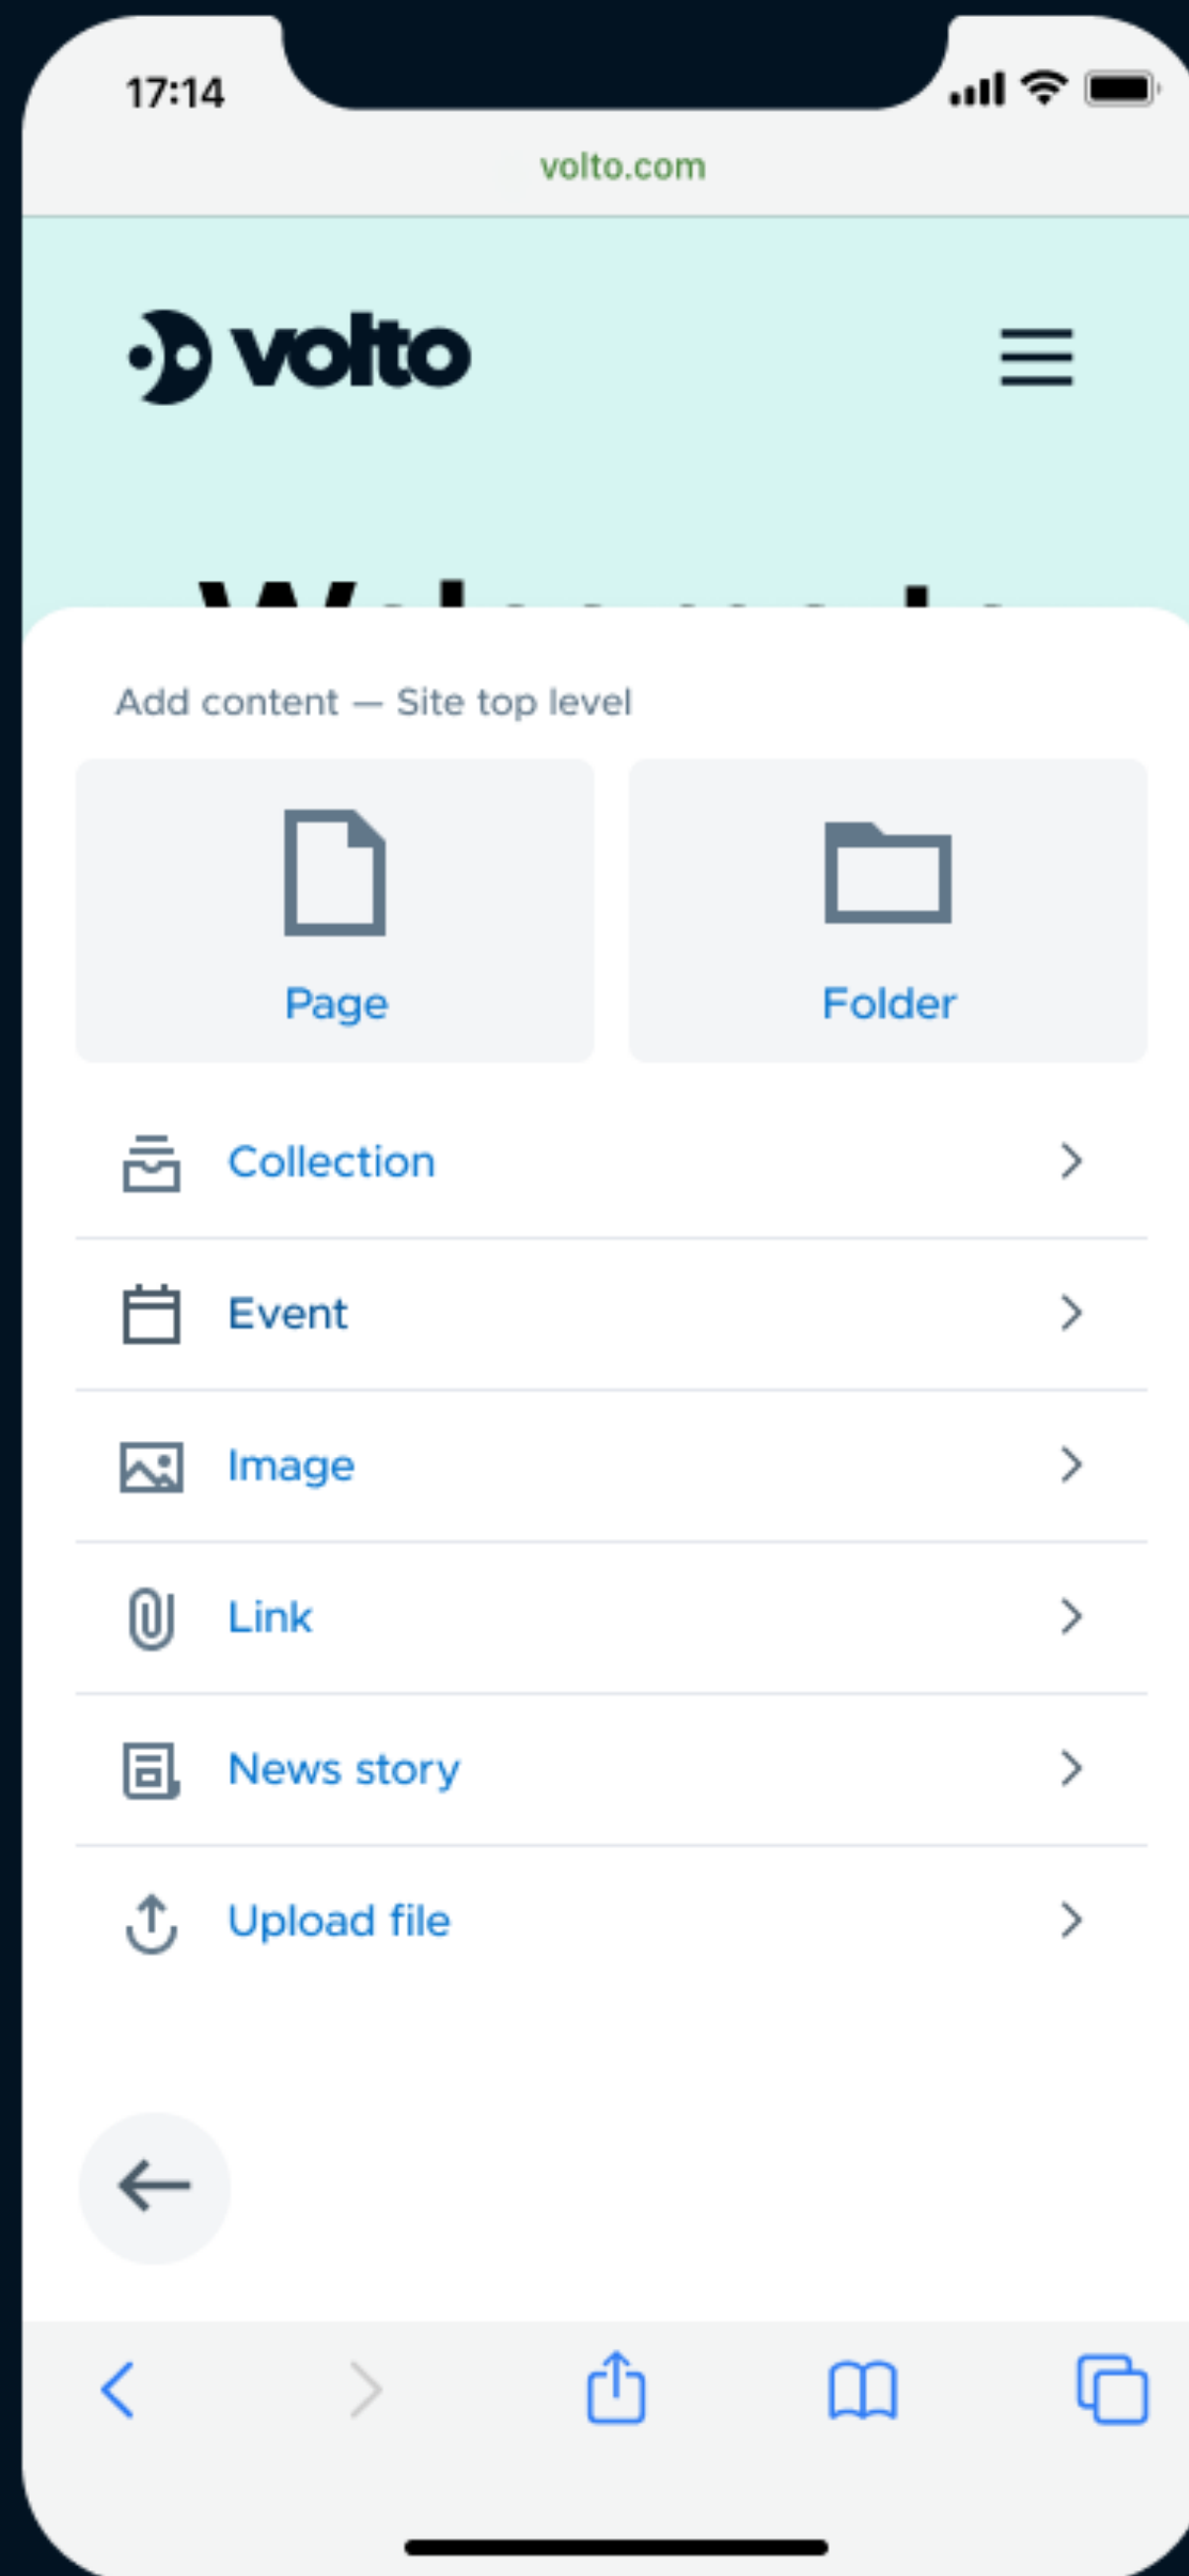 17:14
volto.com
volto
Add content — Site top level
Page
Folder
Collection
Event
Image
Link
News story
Upload file